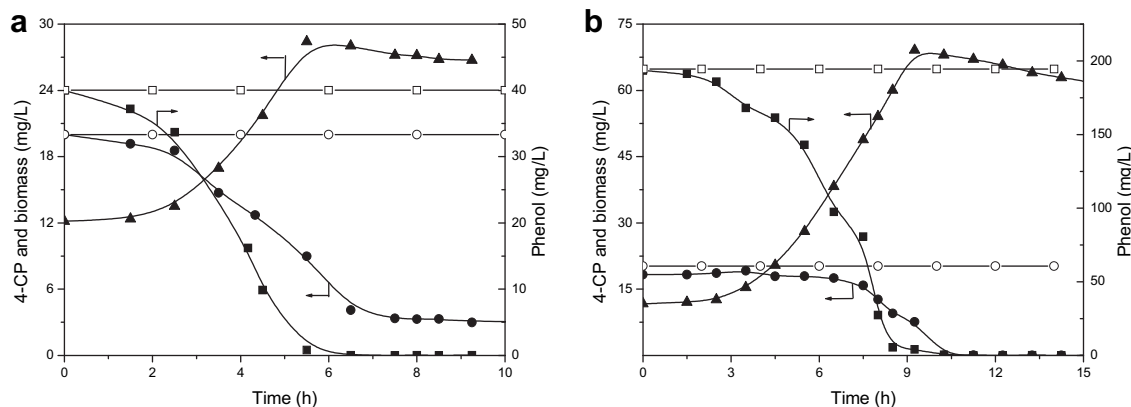 a
30
24
18
12
6
0
4-CP and biomass (mg/L)
50
40
30
20
10
0
Phenol (mg/L)
0 2 4 6 8 10
Time (h)
b
75
60
45
30
15
0
4-CP and biomass (mg/L)
200
150
100
50
0
Phenol (mg/L)
0 3 6 9 12 15
Time (h)